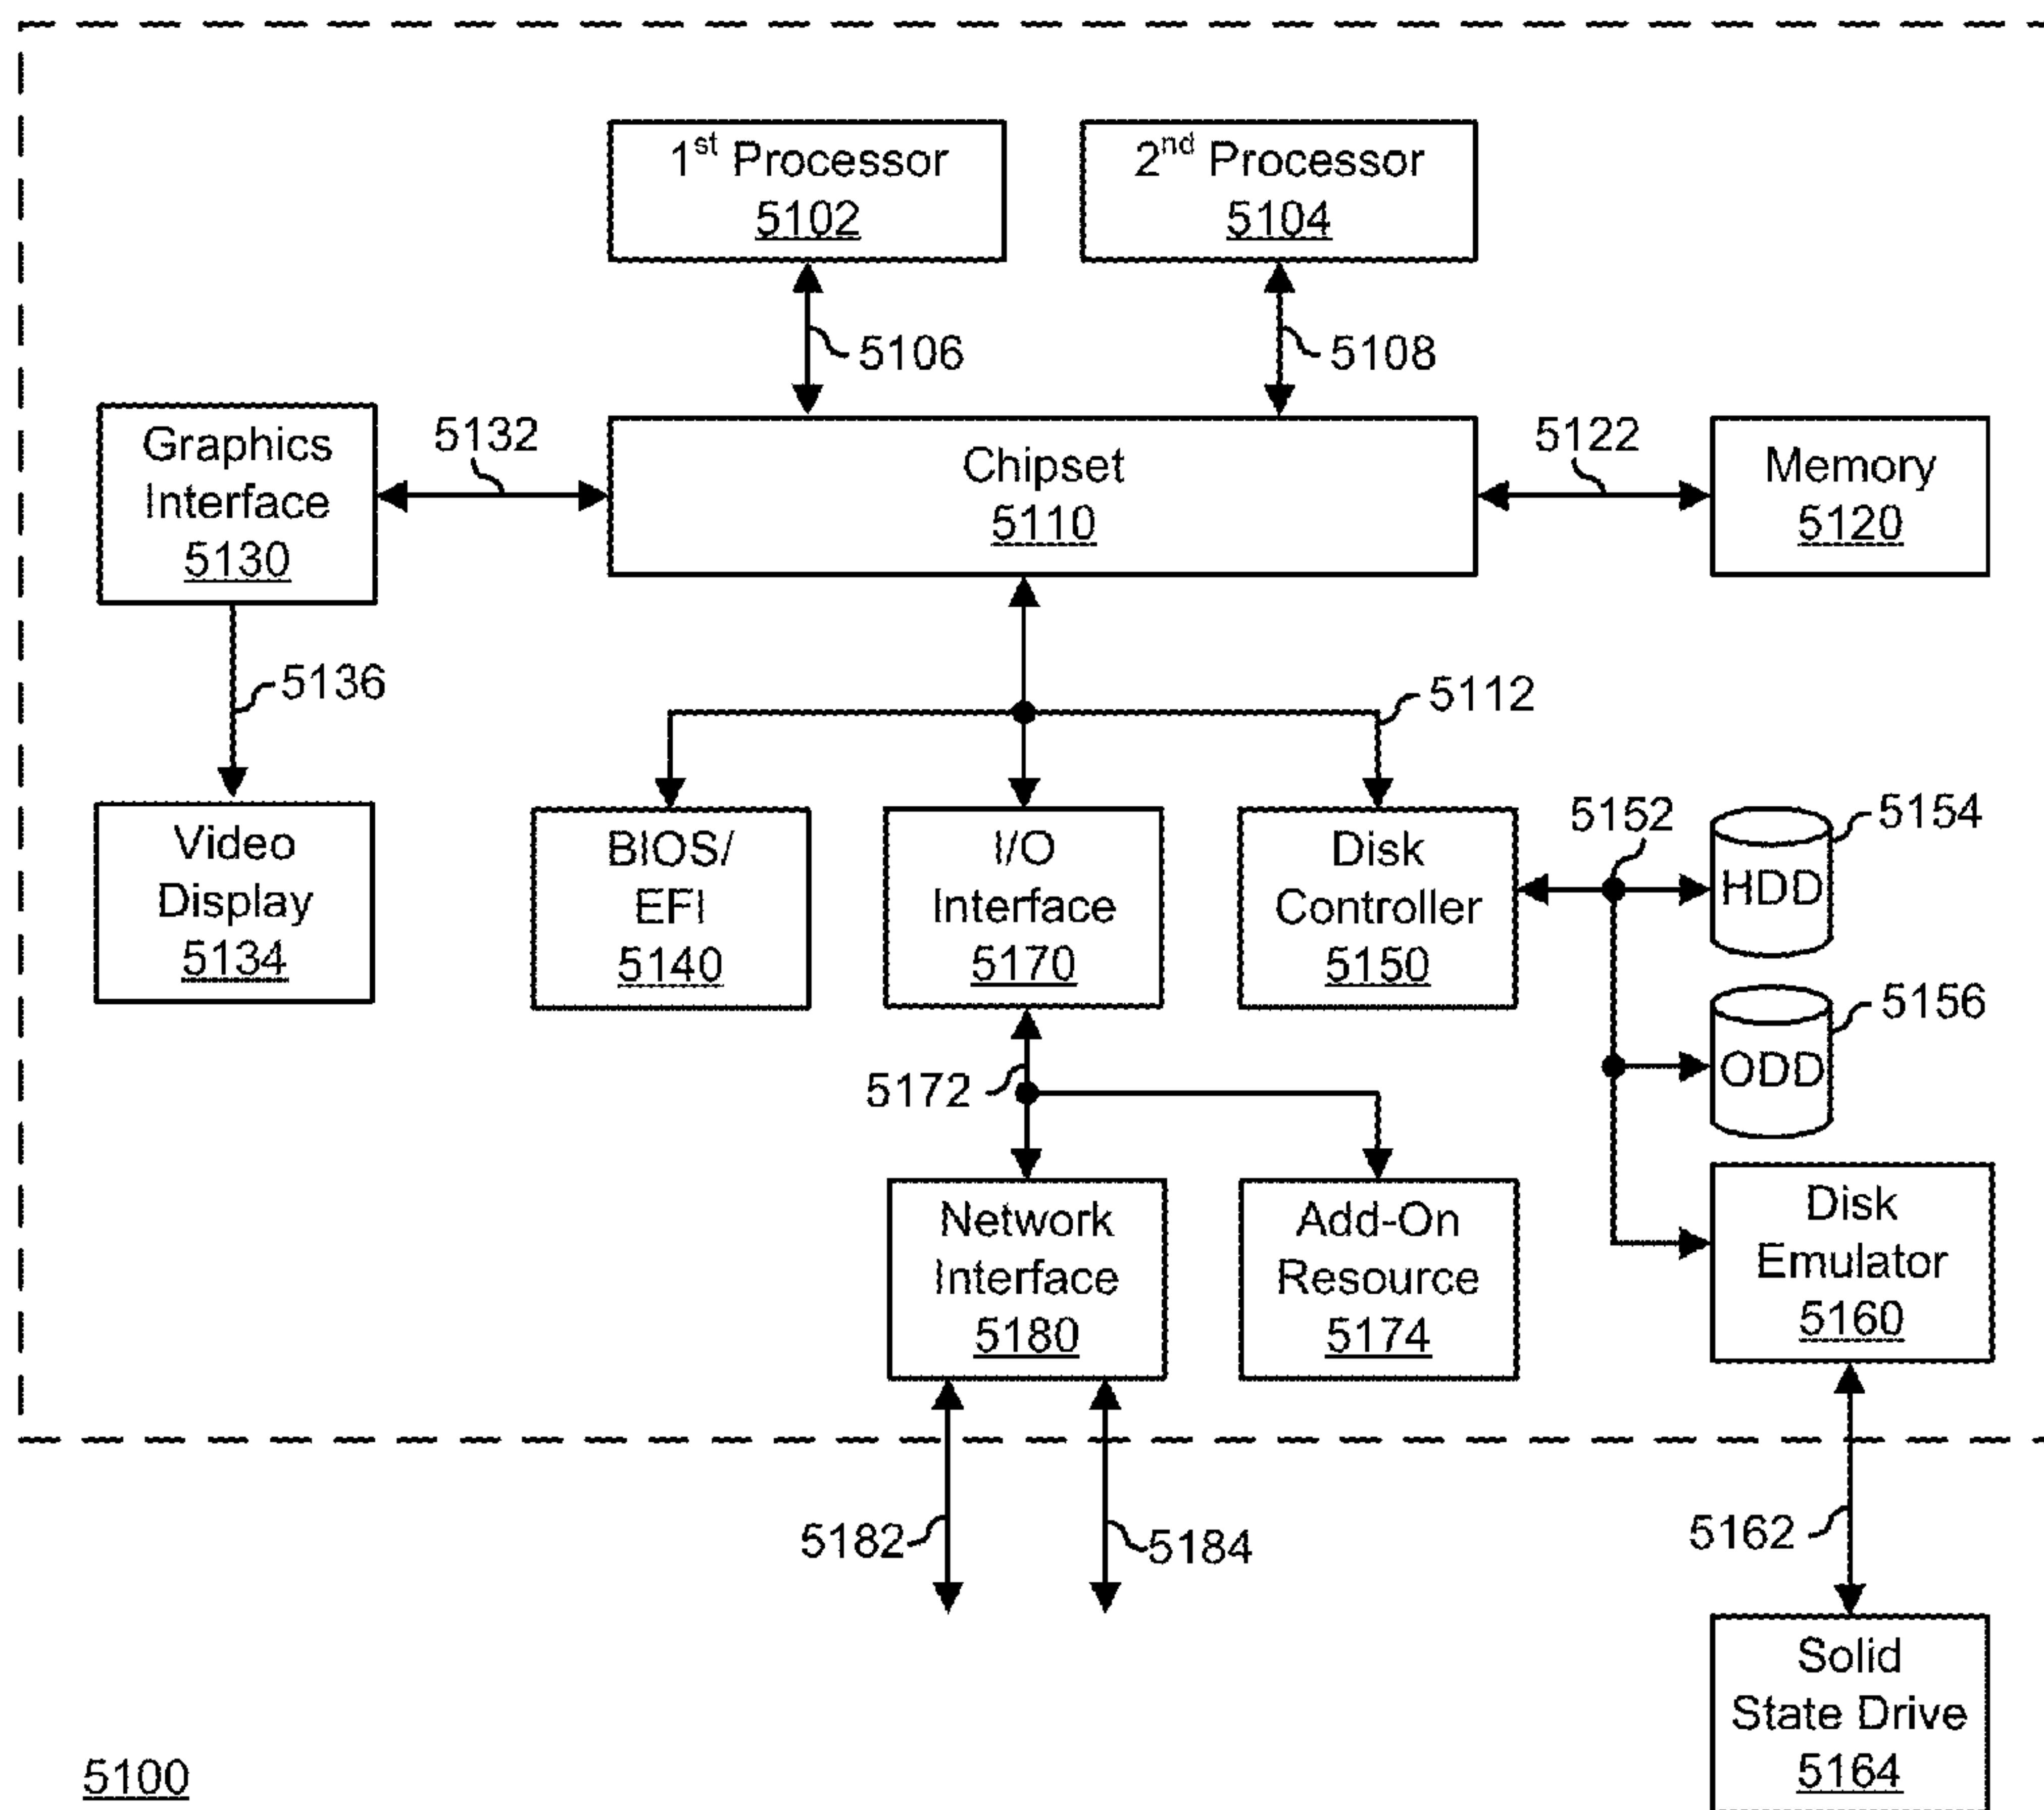 1st Processor
5102
2nd Processor
5104
5106
5108
Graphics
Interface
5130
5132
Chipset
5110
5122
Memory
5120
5136
5112
Video
Display
5134
BIOS/
EFI
5140
I/O
Interface
5170
Disk
Controller
5150
5152
5154
HDD
5156
ODD
5172
Network
Interface
5180
Add-On
Resource
5174
Disk
Emulator
5160
5182
5184
5162
Solid
State Drive
5164
5100